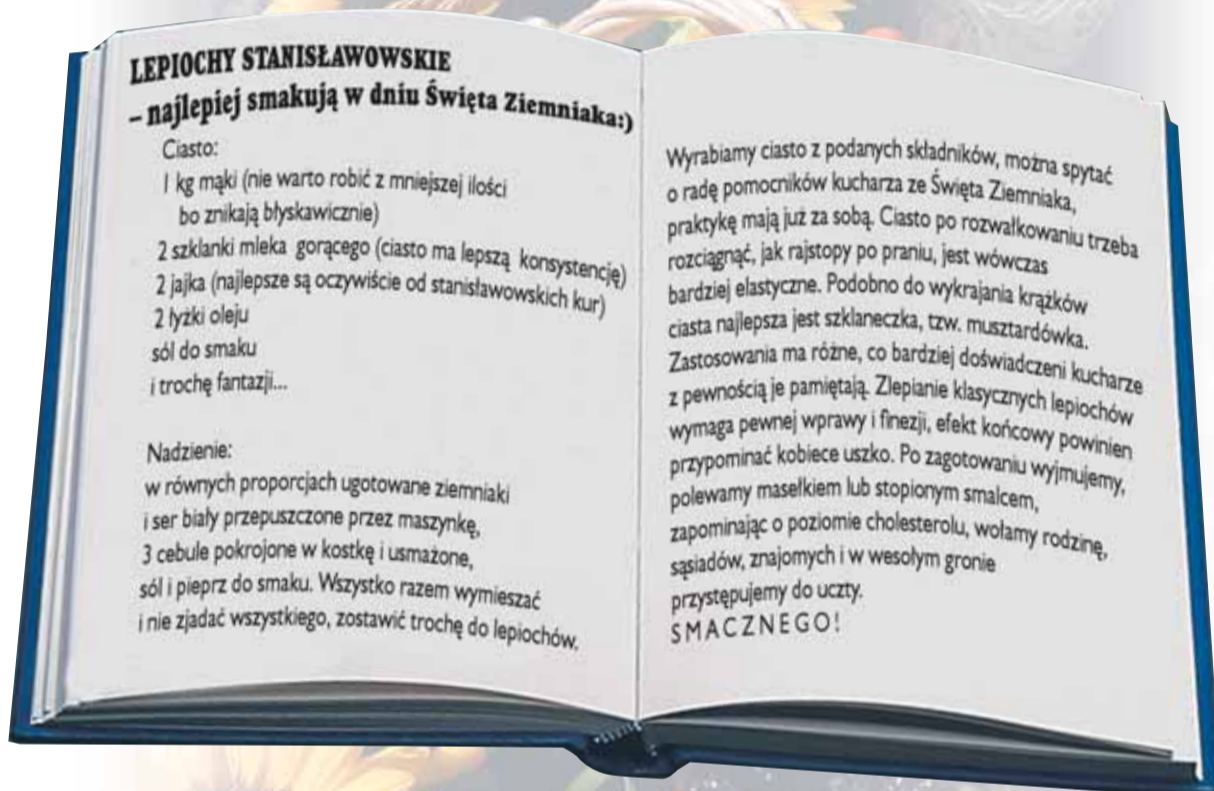 LEPIOCHY STANISŁAWOWSKIE
– najlepiej smakują w dniu Święta Ziemniaka:)
Ciasto:
1 kg mąki (nie warto robić z mniejszej ilości
bo znikają błyskawicznie)
2 szklanki mleka gorącego (ciasto ma lepszą konsystencję)
2 jajka (najlepsze są oczywiście od stanisławowskich kur)
2 łyżki oleju
sól do smaku
i trochę fantazji...
Nadzienie:
w równych proporcjach ugotowane ziemniaki
i ser biały przepuszczone przez maszynkę,
3 cebule pokrojone w kostkę i usmażone,
sól i pieprz do smaku. Wszystko razem wymieszać
i nie zjadać wszystkiego, zostawić trochę do lepiochów.
Wyrabiamy ciasto z podanych składników, można spytać
o radę pomocników kucharza ze Święta Ziemniaka,
praktykę mają już za sobą. Ciasto po rozwałkowaniu trzeba
rozciągnąć, jak rajstopy po praniu, jest wówczas
bardziej elastyczne. Podobno do wykrajania krążków
ciasta najlepsza jest szklaneczka, tzw. musztardówka.
Zastosowania ma różne, co bardziej doświadczeni kucharze
z pewnością je pamiętają. Zlepianie klasycznych lepiochów
wymaga pewnej wprawy i finezji, efekt końcowy powinien
przypominać kobiece uszko. Po zagotowaniu wyjmujemy,
polewamy masełkiem lub stopionym smalcem,
zapominając o poziomie cholesterolu, wołamy rodzinę,
sąsiadów, znajomych i w wesołym gronie
przystępujemy do uczty.
SMACZNEGO!